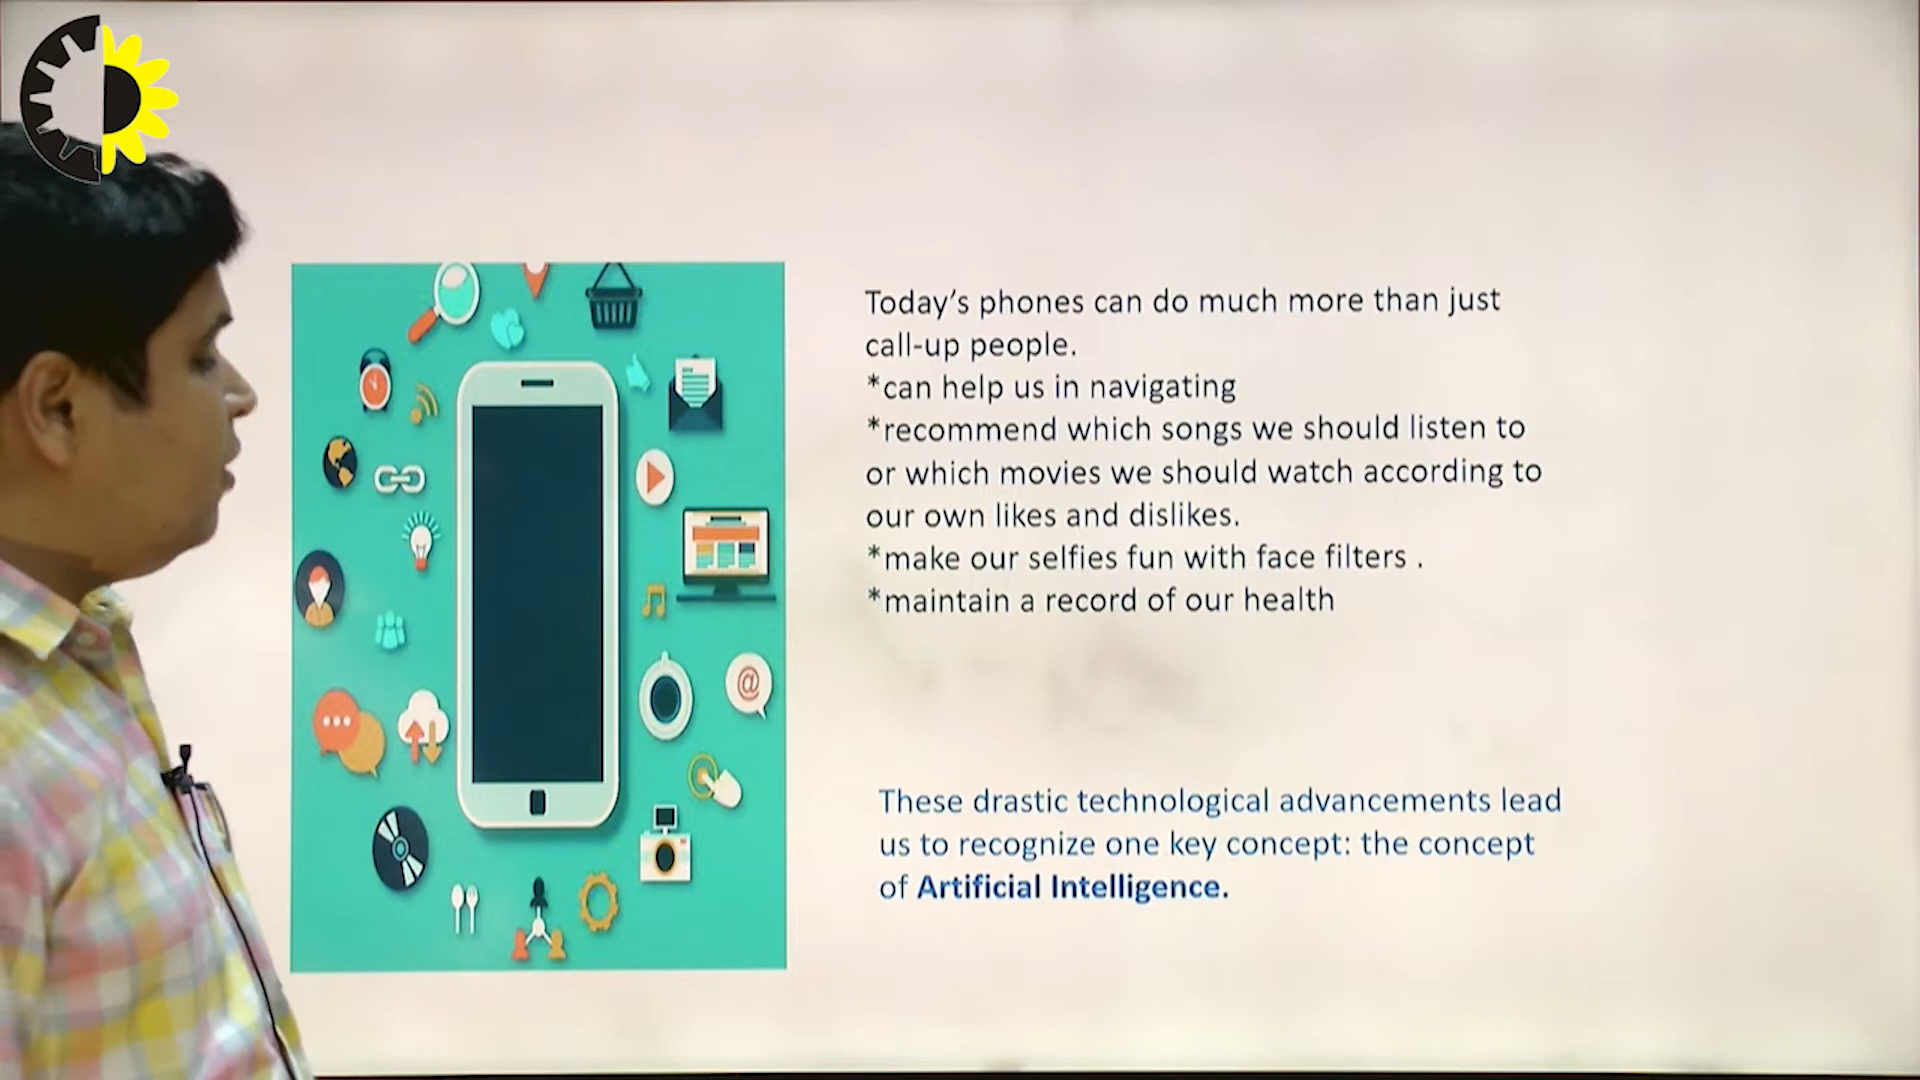 Today's phones can do much more than just
call-up people.
*can help us in navigating
*recommend which songs we should listen to
or which movies we should watch according to
our own likes and dislikes.
*make our selfies fun with face filters .
*maintain a record of our health
@
These drastic technological advancements lead
us to recognize one key concept: the concept
of Artificial Intelligence.